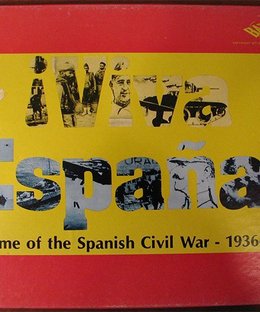 ¡Viva
España
me of the Spanish Civil War - 1936